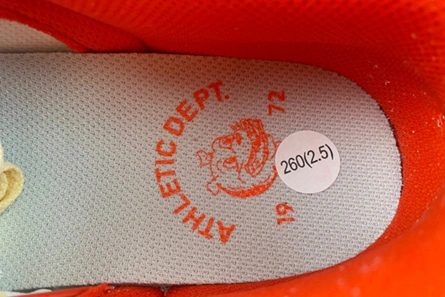 ATHLETIC DEPT.
19 72
260(2.5)